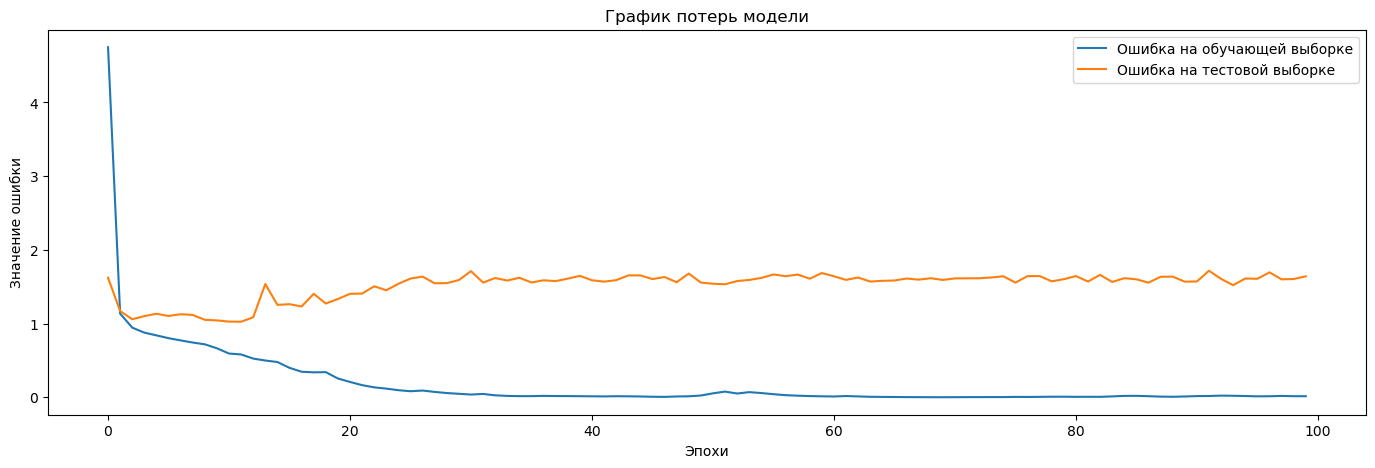 График потерь модели
Ошибка на обучающей выборке
Ошибка на тестовой выборке
Значение ошибки
4
3
2
1
0
0 20 40 60 80 100
Эпохи